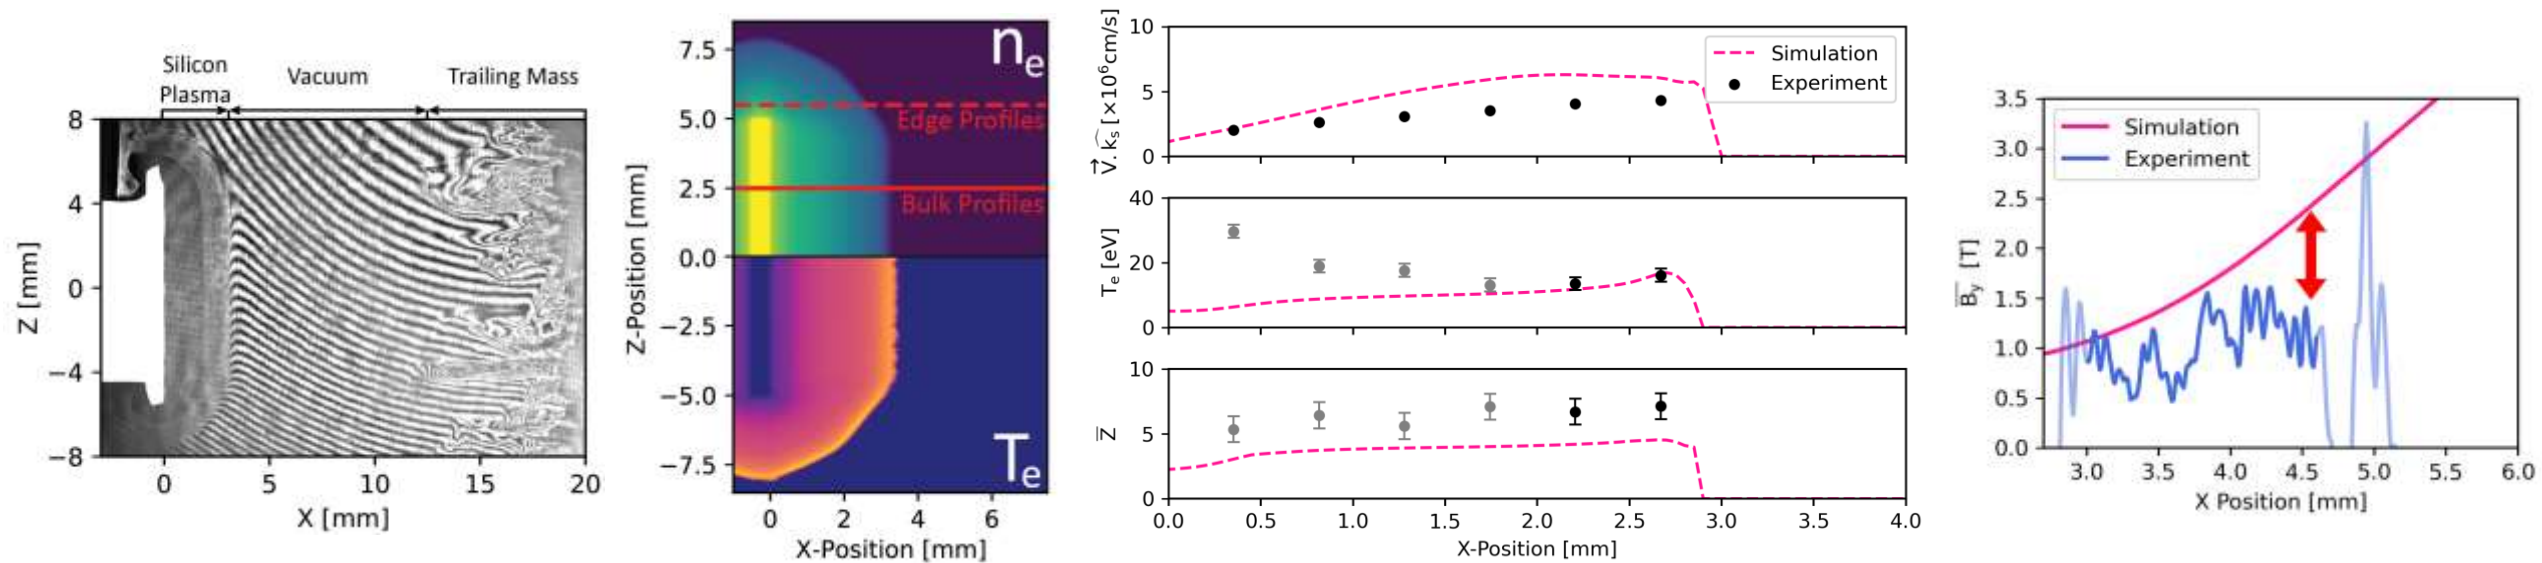 Silicon
Plasma
Vacuum
Trailing Mass
8
4
0
−4
−8
Z [mm]
0
5
10
15
20
X [mm]
7.5
5.0
2.5
0.0
−2.5
−5.0
−7.5
Z-Position [mm]
nₑ
Edge Profiles
Bulk Profiles
Tₑ
0
2
4
6
X-Position [mm]
10
5
0
V⃗. k̂ₛ [×10⁶cm/s]
Simulation
Experiment
40
20
0
Tₑ [eV]
10
5
0
Z̅
0.0
0.5
1.0
1.5
2.0
2.5
3.0
3.5
4.0
X-Position [mm]
3.5
3.0
2.5
2.0
1.5
1.0
0.5
0.0
B̅y [T]
Simulation
Experiment
3.0
3.5
4.0
4.5
5.0
5.5
6.0
X Position [mm]